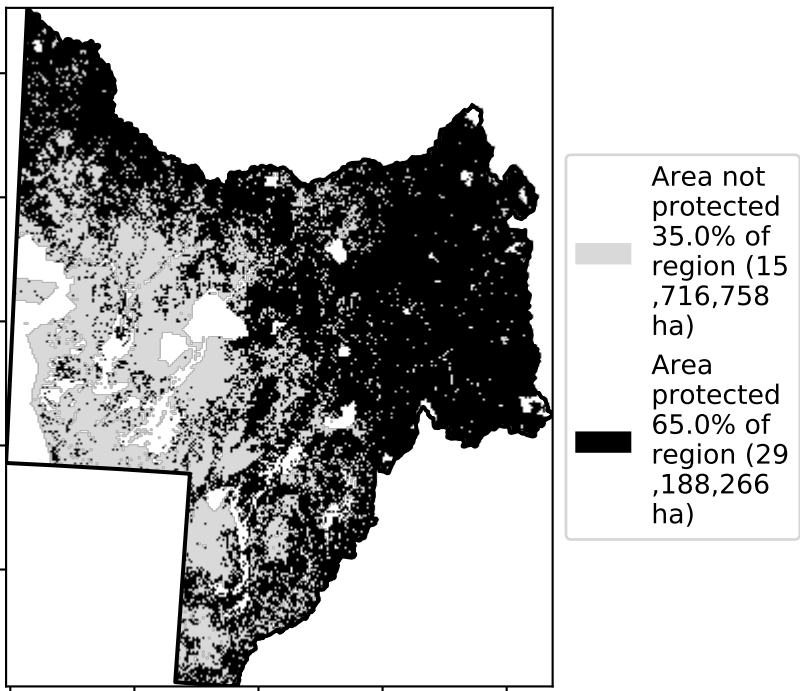 Area not
protected
35.0% of
region (15
,716,758
ha)
Area
protected
65.0% of
region (29
,188,266
ha)